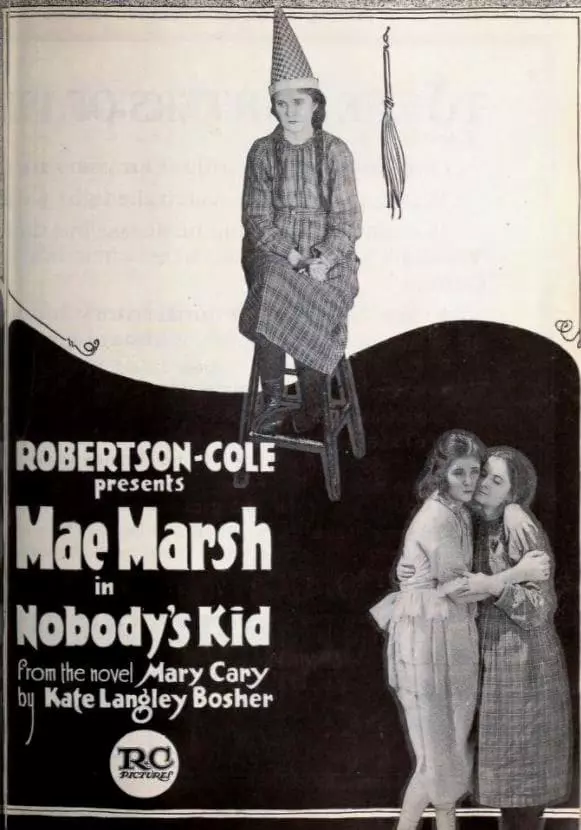 ROBERTSON-COLE
presents
Mae Marsh
in
Nobody's Kid
From the novel Mary Cary
by Kate Langley Bosher
R-C
PICTURES